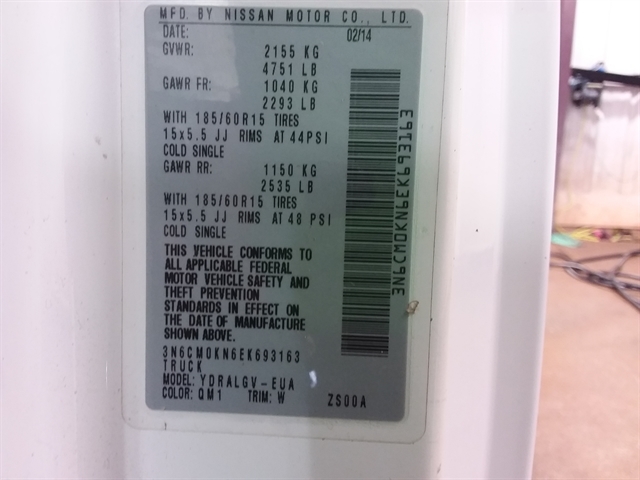 MFD. BY NISSAN MOTOR CO., LTD.
DATE: 02/14
GVWR: 2155 KG
4751 LB
GAWR FR: 1040 KG
2293 LB
WITH 185/60R15 TIRES
15x5.5 JJ RIMS AT 44PSI
COLD SINGLE
GAWR RR: 1150 KG
2535 LB
WITH 185/60R15 TIRES
15x5.5 JJ RIMS AT 48 PSI
COLD SINGLE
THIS VEHICLE CONFORMS TO
ALL APPLICABLE FEDERAL
MOTOR VEHICLE SAFETY AND
THEFT PREVENTION
STANDARDS IN EFFECT ON
THE DATE OF MANUFACTURE
SHOWN ABOVE.
3N6CM0KN6EK693163
TRUCK
MODEL: YDRALGV-EUA
COLOR: QM1 TRIM: W ZS00A
3N6CM0KN6EK693163